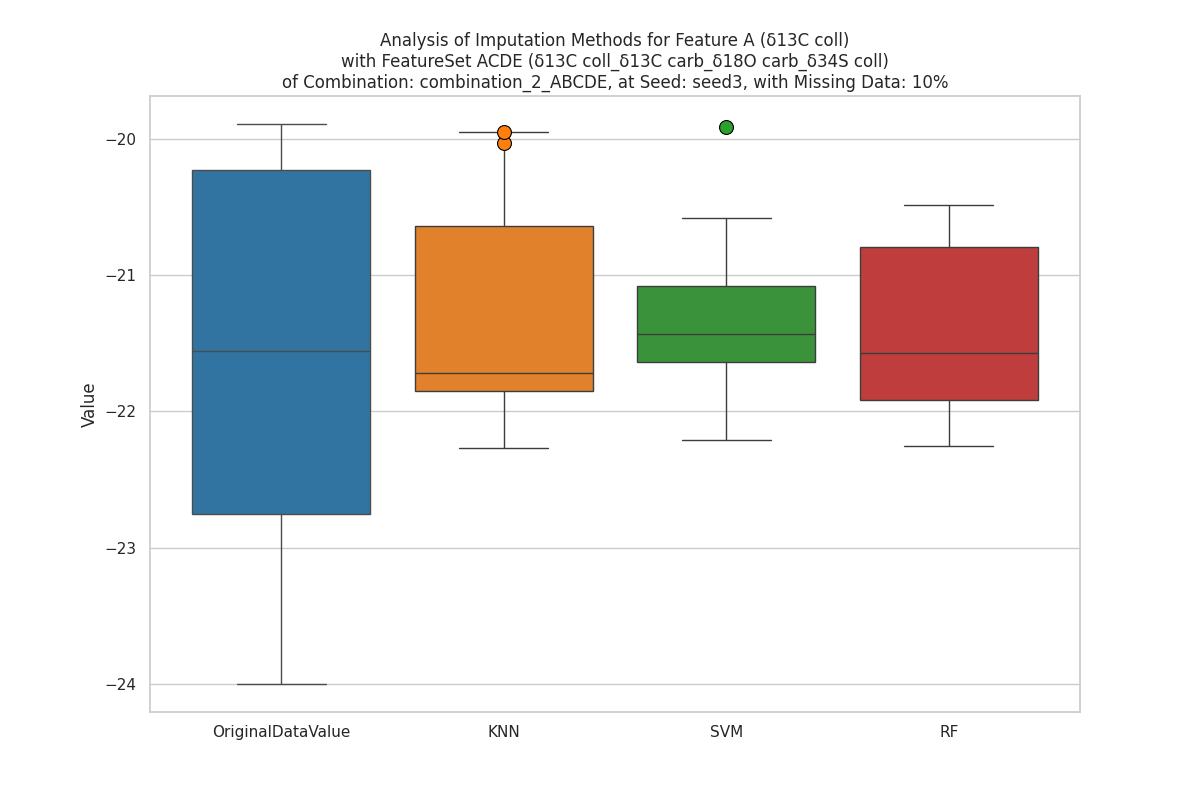 Analysis of Imputation Methods for Feature A (δ13C coll)
with FeatureSet ACDE (δ13C coll_δ13C carb_δ18O carb_δ34S coll)
of Combination: combination_2_ABCDE, at Seed: seed3, with Missing Data: 10%
Value
−20
−21
−22
−23
−24
OriginalDataValue
KNN
SVM
RF